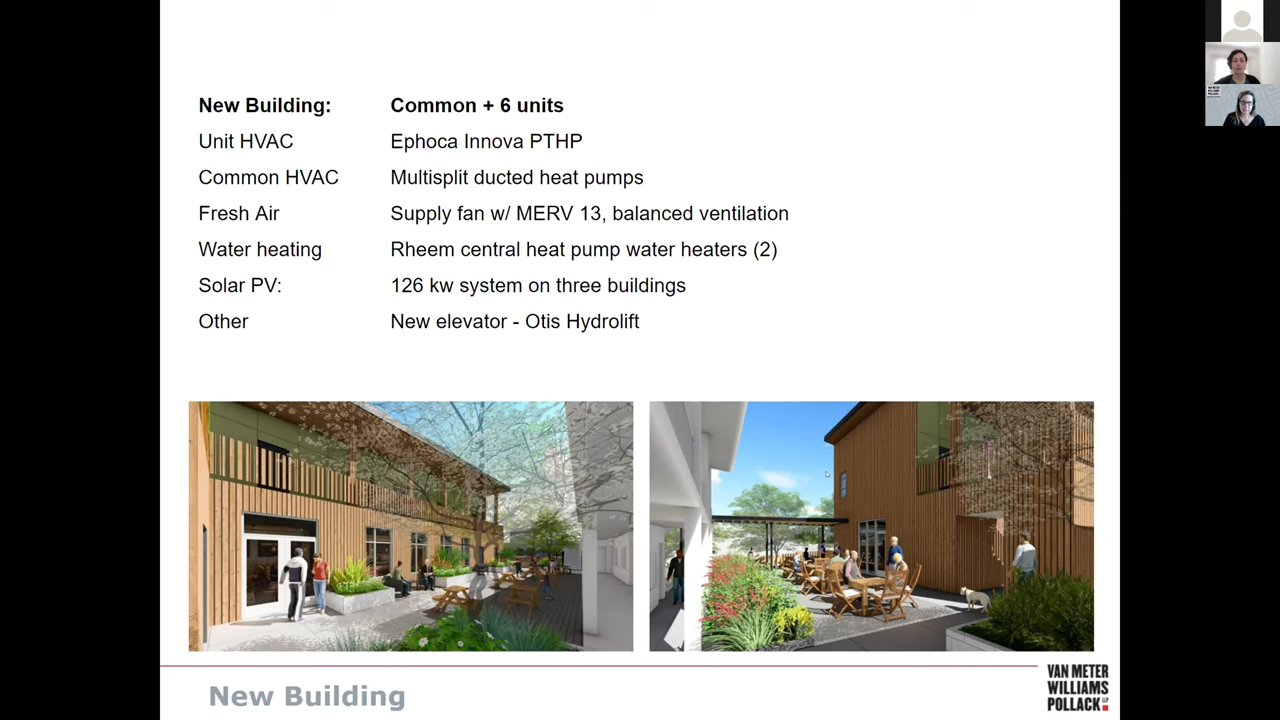 New Building: Common + 6 units
Unit HVAC Ephoca Innova PTHP
Common HVAC Multisplit ducted heat pumps
Fresh Air Supply fan w/ MERV 13, balanced ventilation
Water heating Rheem central heat pump water heaters (2)
Solar PV: 126 kw system on three buildings
Other New elevator - Otis Hydrolift
New Building
VAN METER
WILLIAMS
POLLACK